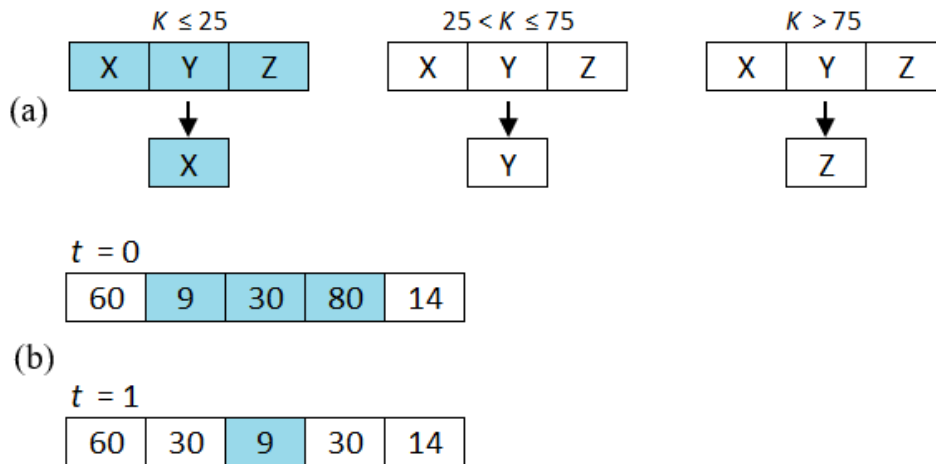 K ≤ 25 25 < K ≤ 75 K > 75
X Y Z X Y Z X Y Z
(a)
X Y Z
t = 0
60 9 30 80 14
(b)
t = 1
60 30 9 30 14